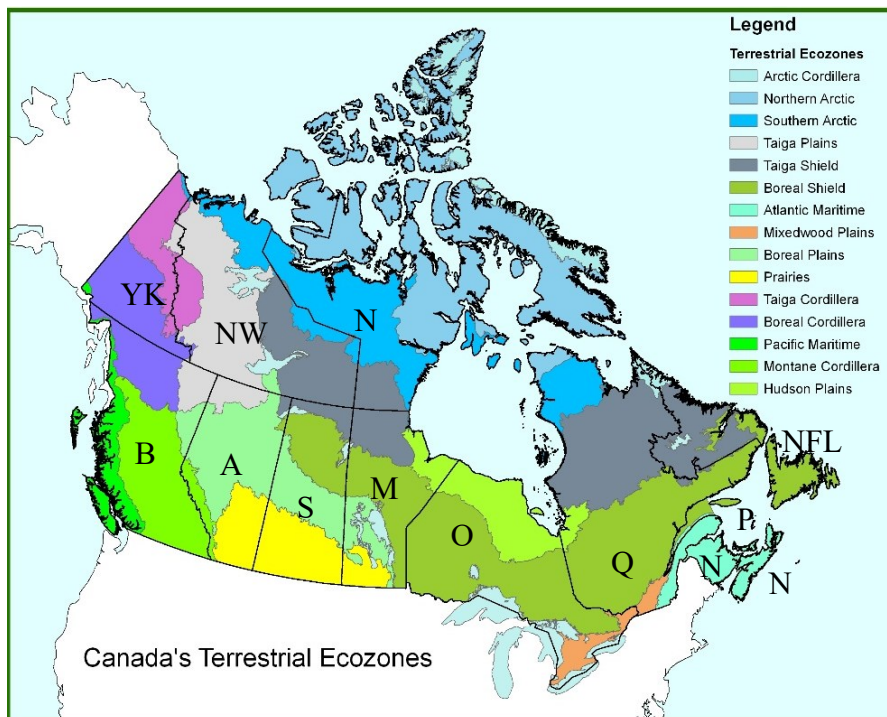 Legend
Terrestrial Ecozones
Arctic Cordillera
Northern Arctic
Southern Arctic
Taiga Plains
Taiga Shield
Boreal Shield
Atlantic Maritime
Mixedwood Plains
Boreal Plains
Prairies
Taiga Cordillera
Boreal Cordillera
Pacific Maritime
Montane Cordillera
Hudson Plains
YK
NW
N
B
A
S
M
O
Q
NFL
P
N
N
Canada's Terrestrial Ecozones